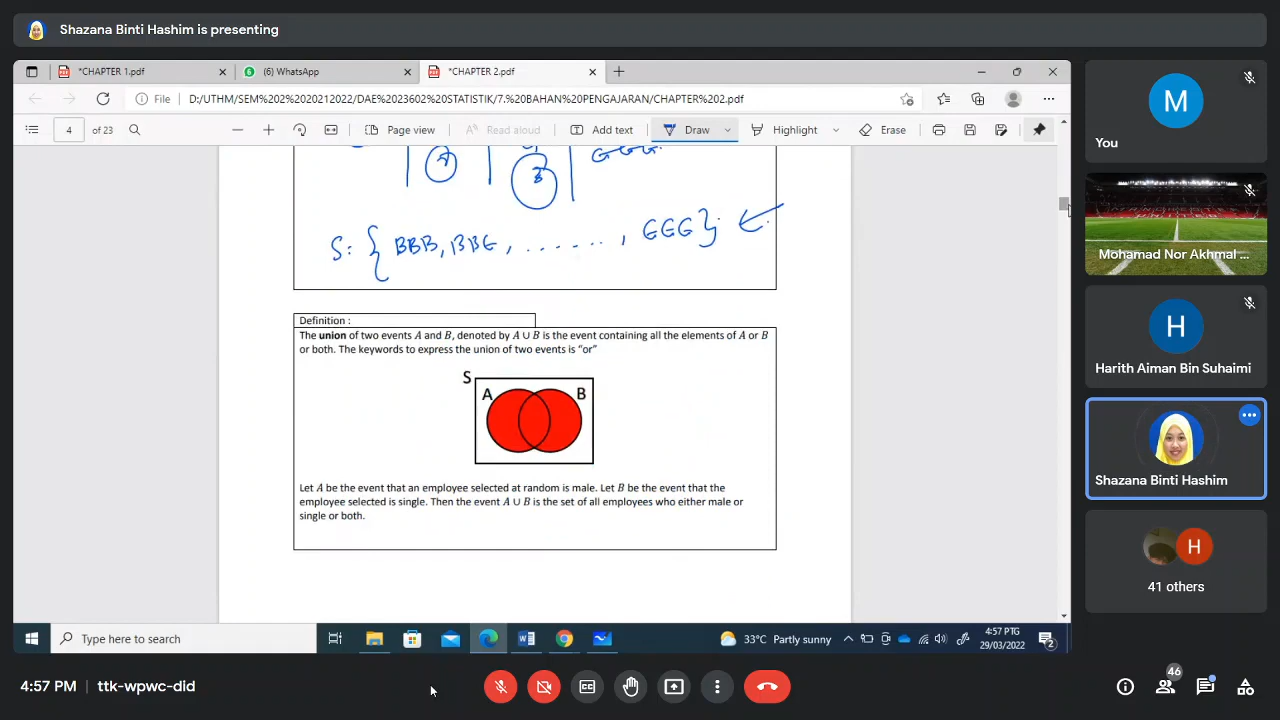 Shazana Binti Hashim is presenting
*CHAPTER 1.pdf
(6) WhatsApp
*CHAPTER 2.pdf
File
D:/UTHM/SEM%202%2020212022/DAE%2023602%20STATISTIK/7.%20BAHAN%20PENGAJARAN/CHAPTER%202.pdf
4 of 23
Page view
Read aloud
Add text
Draw
Highlight
Erase
S: { BBB, BBG, ......., GGG }
Definition :
The union of two events A and B, denoted by A ∪ B is the event containing all the elements of A or B
or both. The keywords to express the union of two events is “or”
S
A B
Let A be the event that an employee selected at random is male. Let B be the event that the
employee selected is single. Then the event A ∪ B is the set of all employees who either male or
single or both.
Type here to search
33°C Partly sunny
4:57 PTG
29/03/2022
2
M
You
Mohamad Nor Akhmal ...
H
Harith Aiman Bin Suhaimi
Shazana Binti Hashim
H
41 others
4:57 PM | ttk-wpwc-did
46